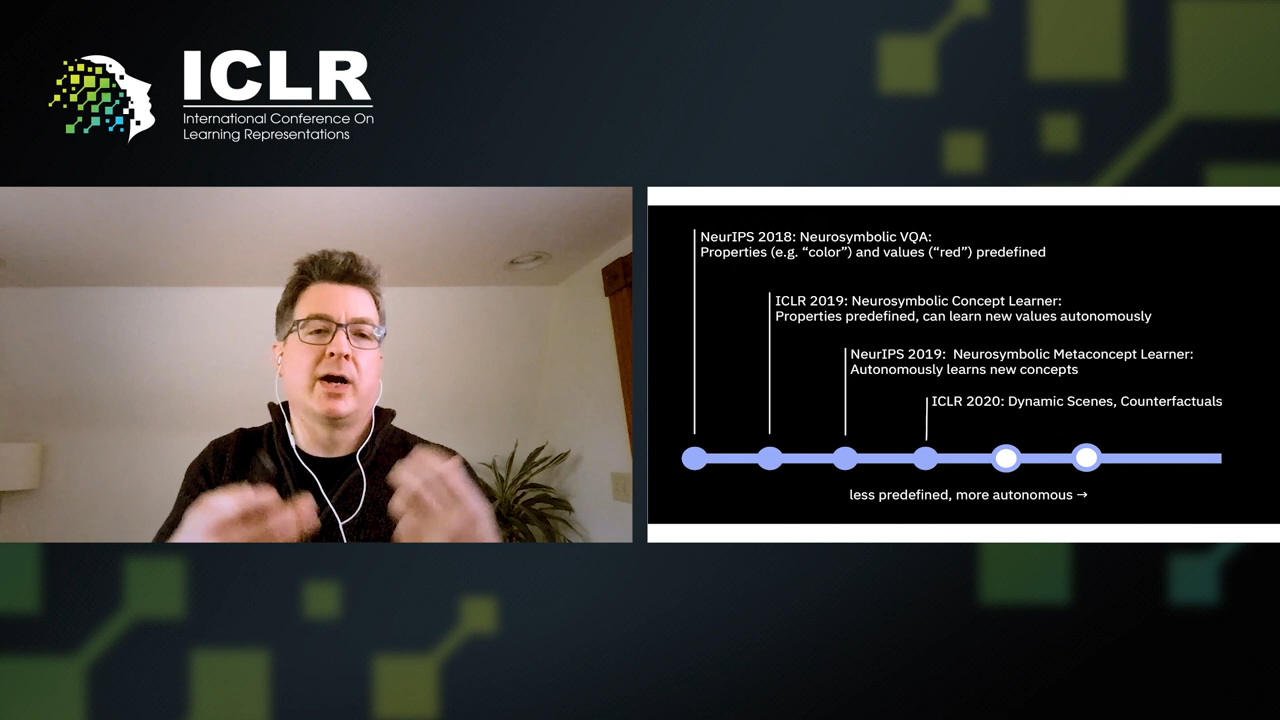 ICLR
International Conference On
Learning Representations
NeurIPS 2018: Neurosymbolic VQA:
Properties (e.g. “color”) and values (“red”) predefined
ICLR 2019: Neurosymbolic Concept Learner:
Properties predefined, can learn new values autonomously
NeurIPS 2019:  Neurosymbolic Metaconcept Learner:
Autonomously learns new concepts
ICLR 2020: Dynamic Scenes, Counterfactuals
less predefined, more autonomous →